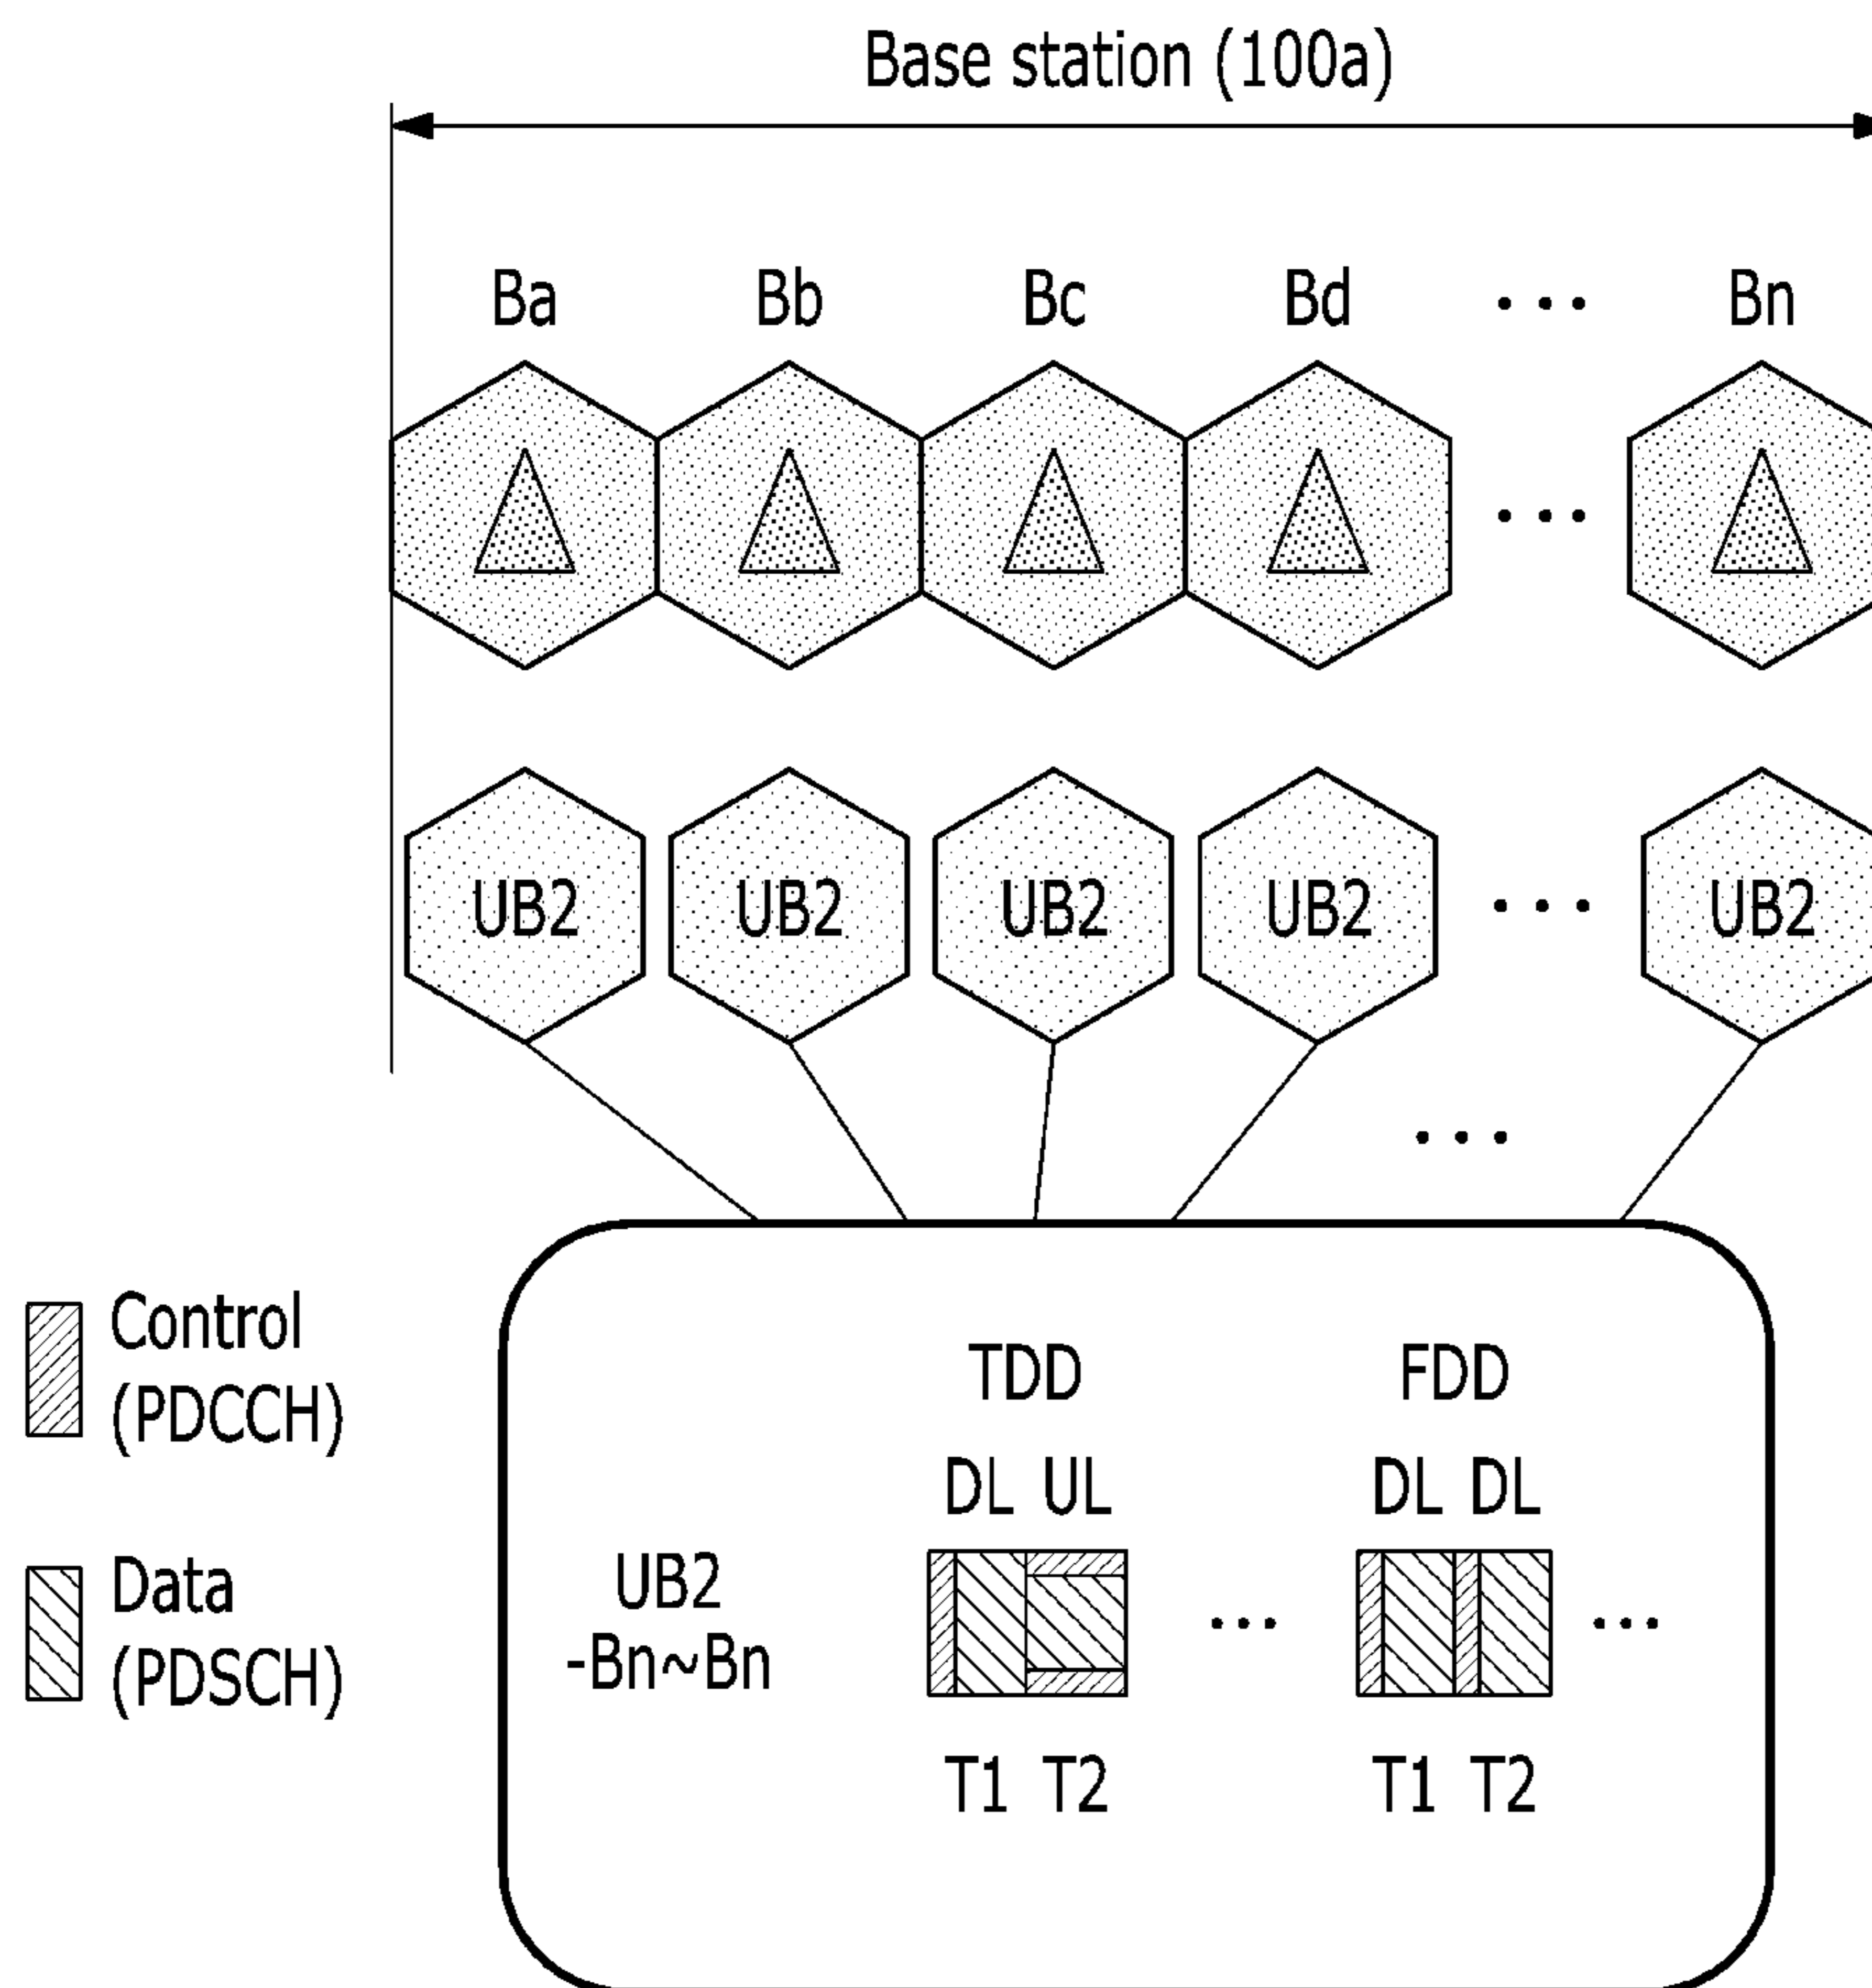 Base station (100a)
Ba Bb Bc Bd ... Bn
...
UB2 UB2 UB2 UB2 ... UB2
...
Control
(PDCCH)
Data
(PDSCH)
TDD FDD
DL UL DL DL
UB2
-Bn~Bn
... ...
T1 T2 T1 T2